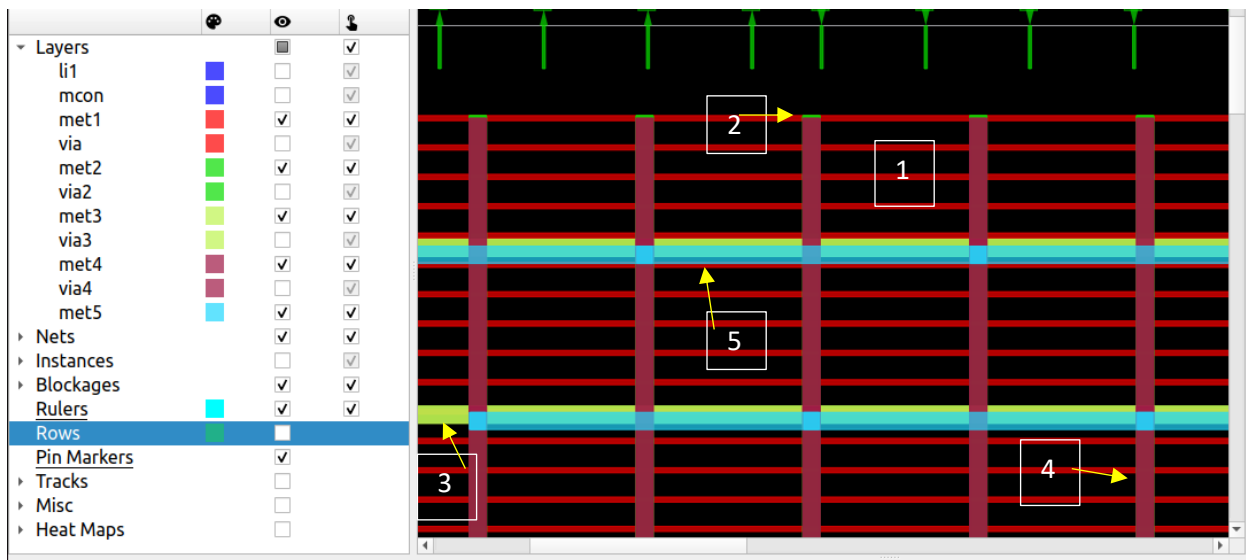 Layers
li1
mcon
met1
via
met2
via2
met3
via3
met4
via4
met5
Nets
Instances
Blockages
Rulers
Rows
Pin Markers
Tracks
Misc
Heat Maps
2
1
5
3
4